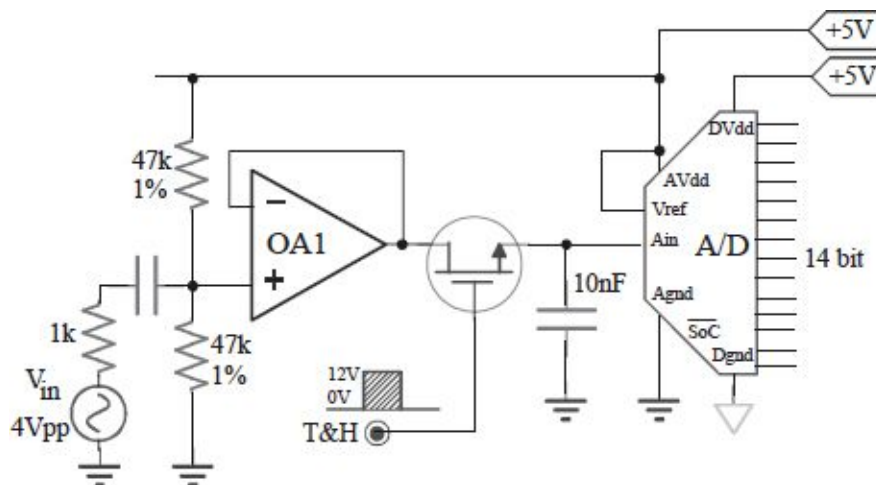 +5V
+5V
47k
1%
DVdd
AVdd
Vref
OA1
A/D
Ain
14 bit
10nF
Agnd
1k
47k
1%
SoC
Dgnd
Vin
4Vpp
12V
0V
T&H